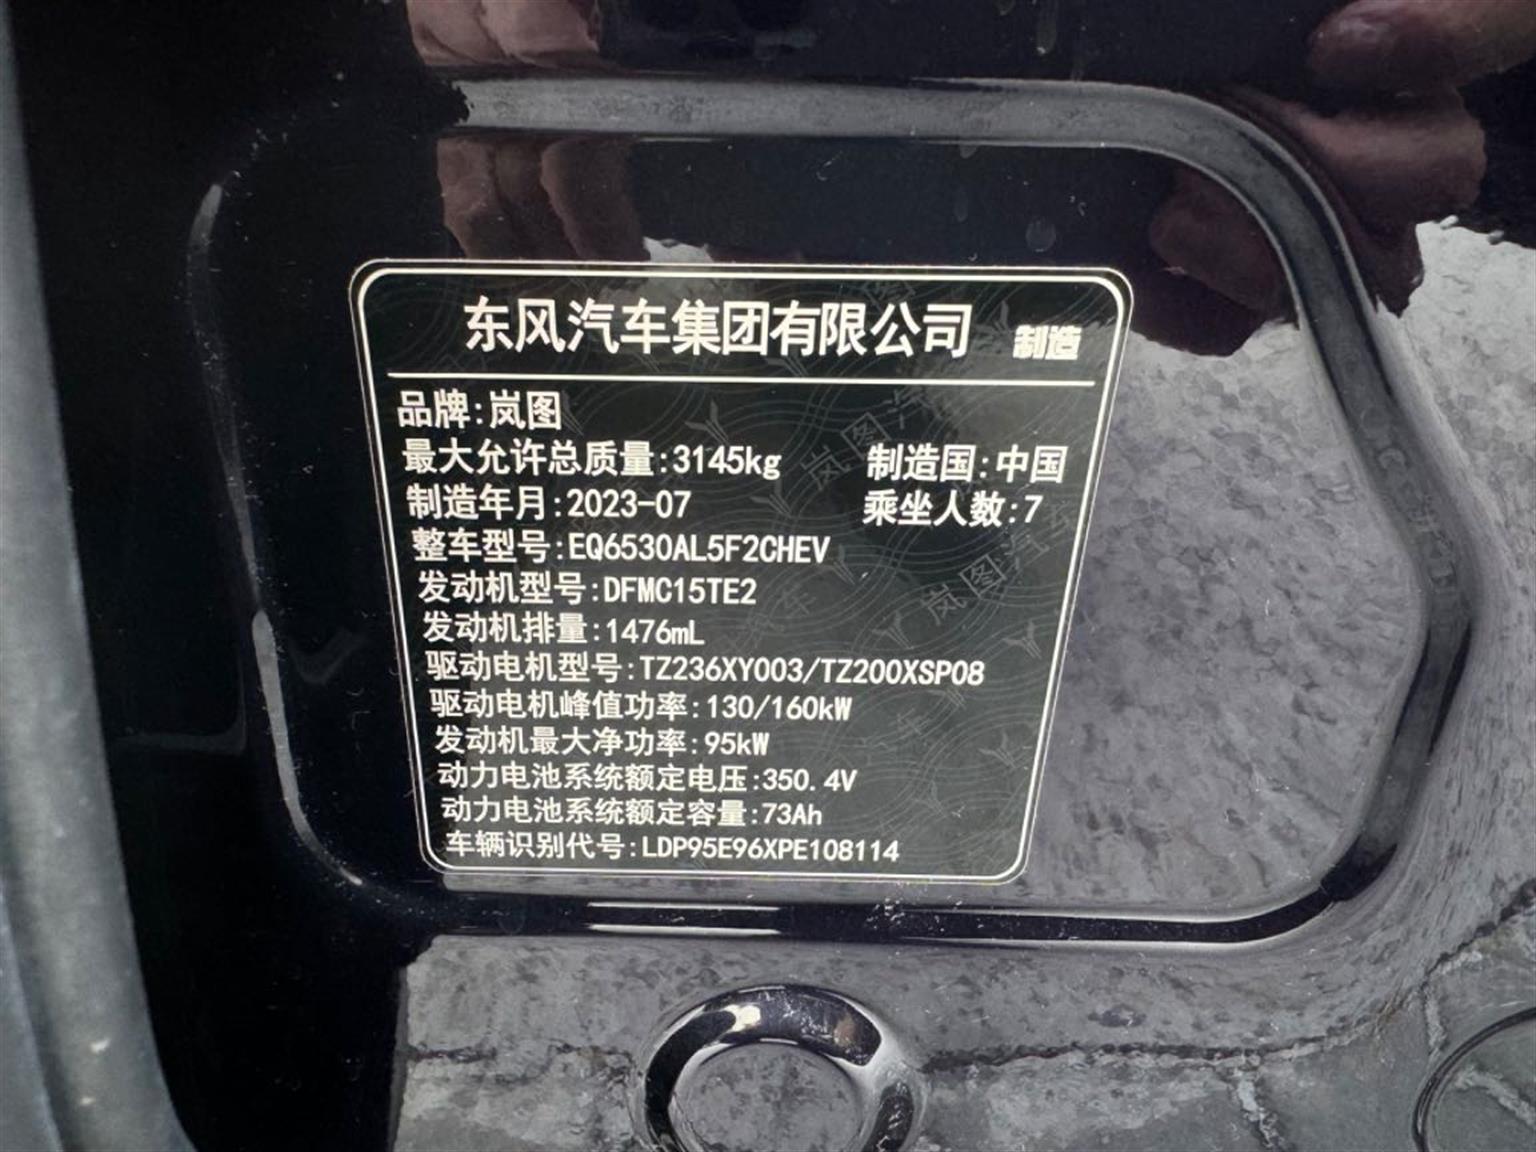 东风汽车集团有限公司 制造
品牌:岚图
最大允许总质量:3145kg 制造国:中国
制造年月:2023-07 乘坐人数:7
整车型号:EQ6530AL5F2CHEV
发动机型号:DFMC15TE2
发动机排量:1476mL
驱动电机型号:TZ236XY003/TZ200XSP08
驱动电机峰值功率:130/160kW
发动机最大净功率:95kW
动力电池系统额定电压:350.4V
动力电池系统额定容量:73Ah
车辆识别代号:LDP95E96XPE108114